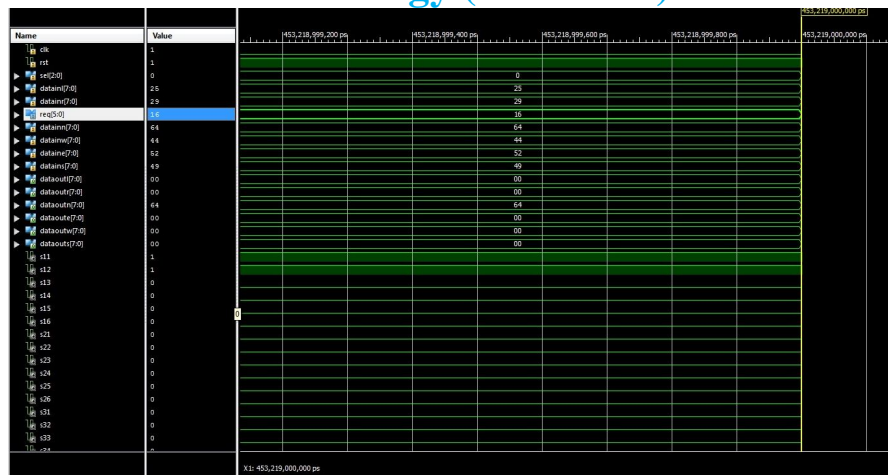 453,219,000,000 ps
Name Value 453,218,999,200 ps 453,218,999,400 ps 453,218,999,600 ps 453,218,999,800 ps 453,219,000,000 ps
clk 1
rst 1
sel[2:0] 0 0
datainl[7:0] 25 25
datainr[7:0] 29 29
req[5:0] 16 16
datainn[7:0] 64 64
datainw[7:0] 44 44
dataine[7:0] 52 52
datains[7:0] 49 49
dataoutl[7:0] 00 00
dataoutr[7:0] 00 00
dataoutn[7:0] 64 64
dataoute[7:0] 00 00
dataoutw[7:0] 00 00
dataouts[7:0] 00 00
s11 1
s12 1
s13 0
s14 0
s15 0
s16 0 0
s21 0
s22 0
s23 0
s24 0
s25 0
s26 0
s31 0
s32 0
s33 0
X1: 453,219,000,000 ps